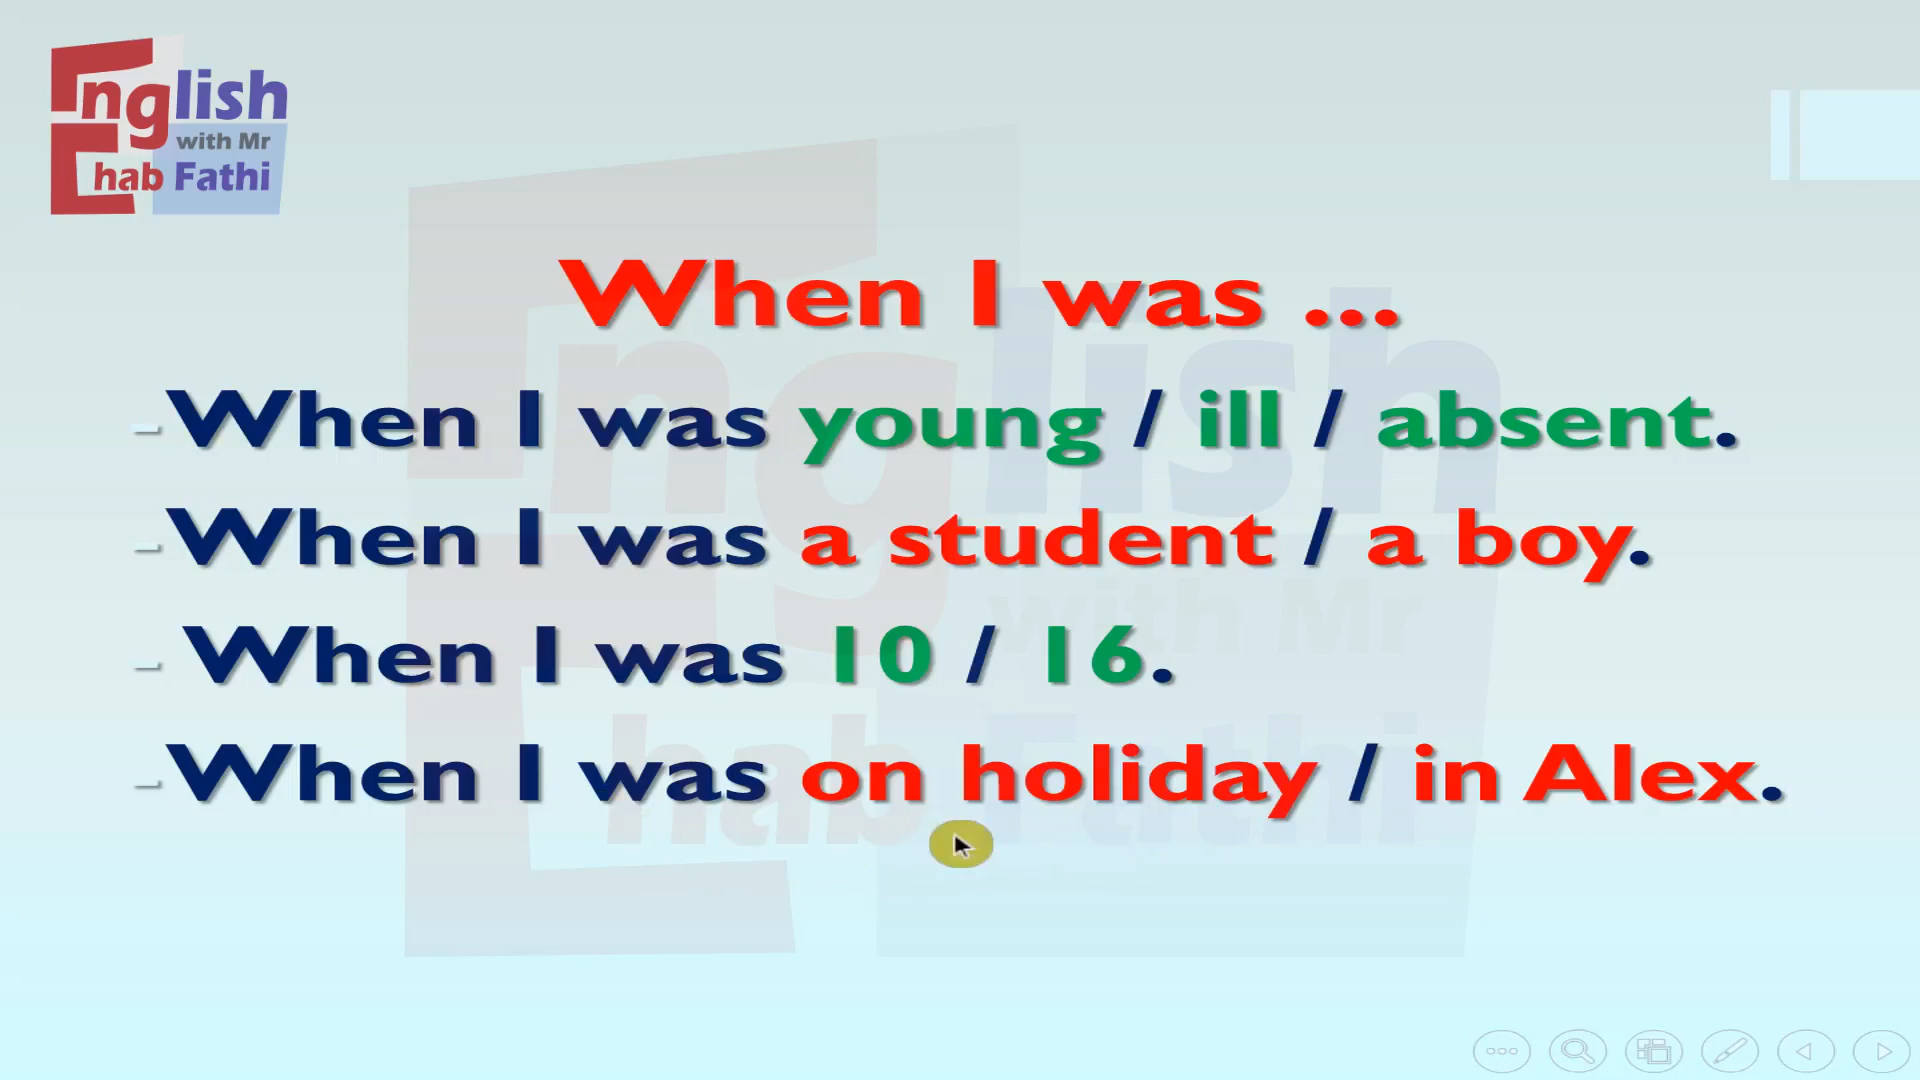 English
with Mr
Ehab Fathi
When I was ...
- When I was young / ill / absent.
- When I was a student / a boy.
- When I was 10 / 16.
- When I was on holiday / in Alex.